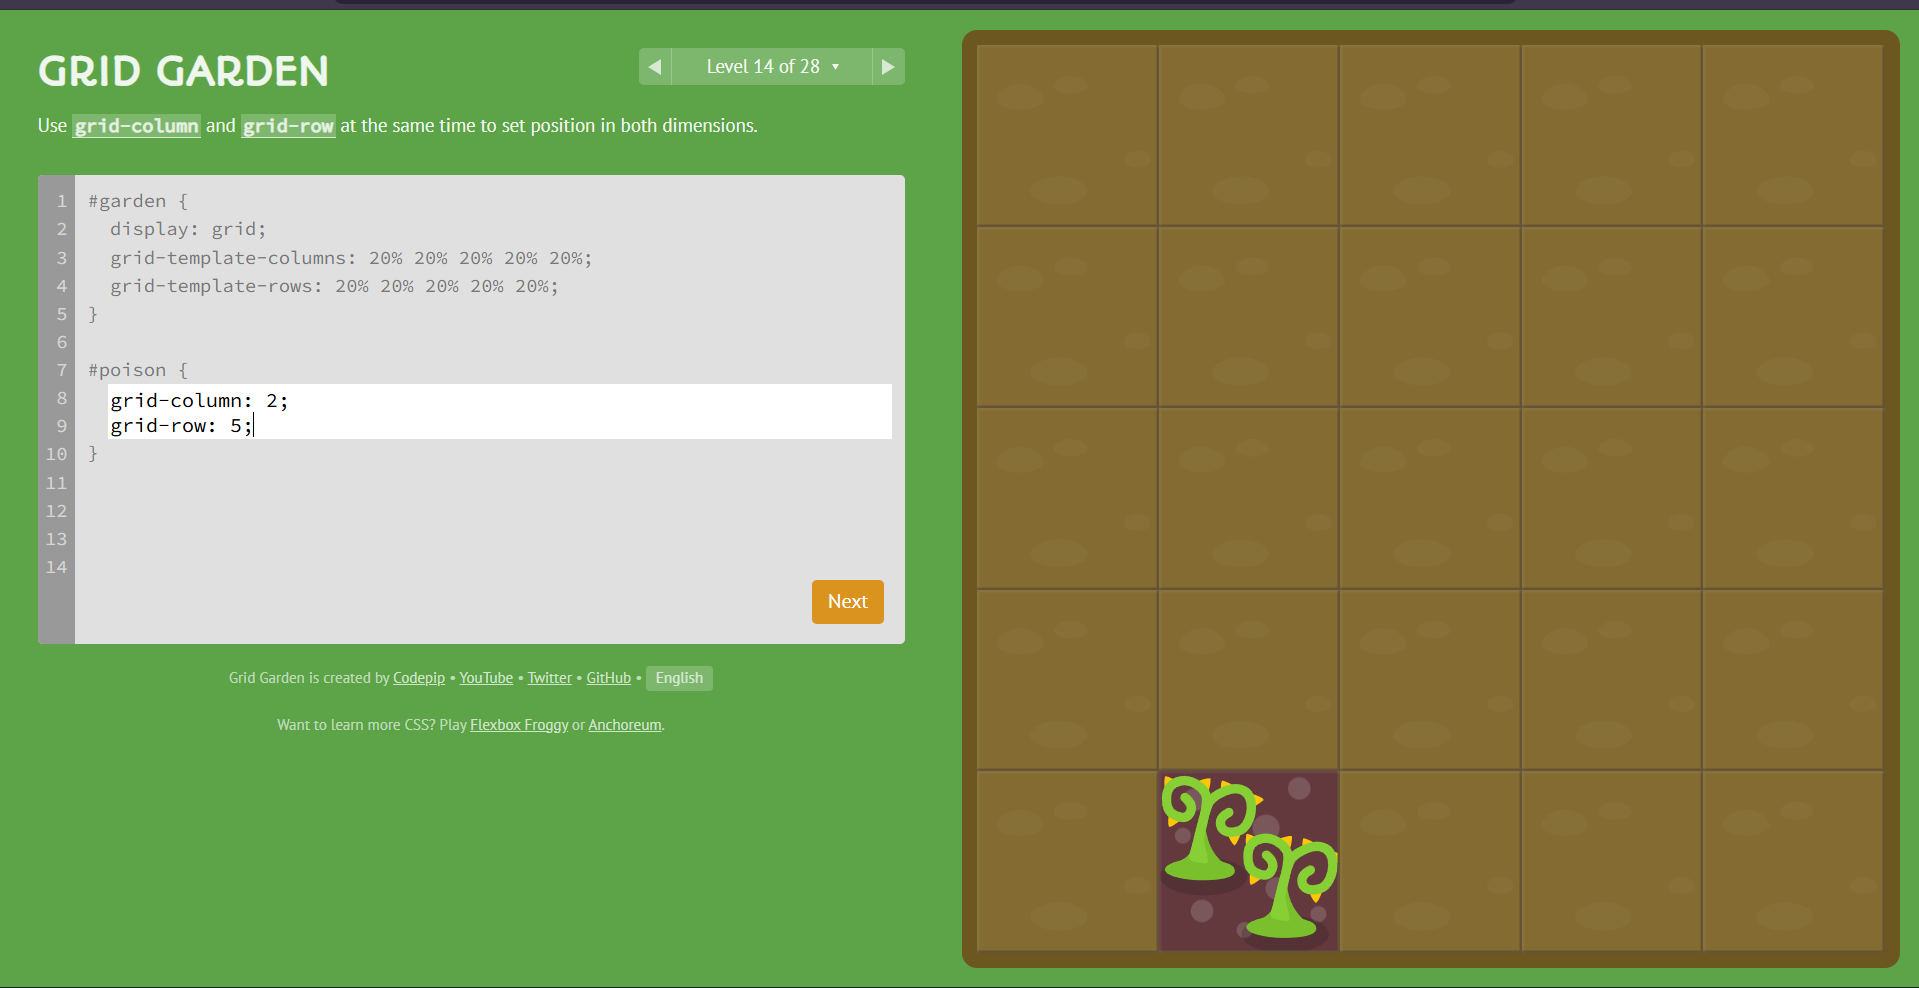 GRID GARDEN
◀ Level 14 of 28 ▼ ▶
Use grid-column and grid-row at the same time to set position in both dimensions.
1 #garden {
2 display: grid;
3 grid-template-columns: 20% 20% 20% 20% 20%;
4 grid-template-rows: 20% 20% 20% 20% 20%;
5 }
6
7 #poison {
8 grid-column: 2;
9 grid-row: 5;
10 }
11
12
13
14
Next
Grid Garden is created by Codepip • YouTube • Twitter • GitHub • English
Want to learn more CSS? Play Flexbox Froggy or Anchoreum.